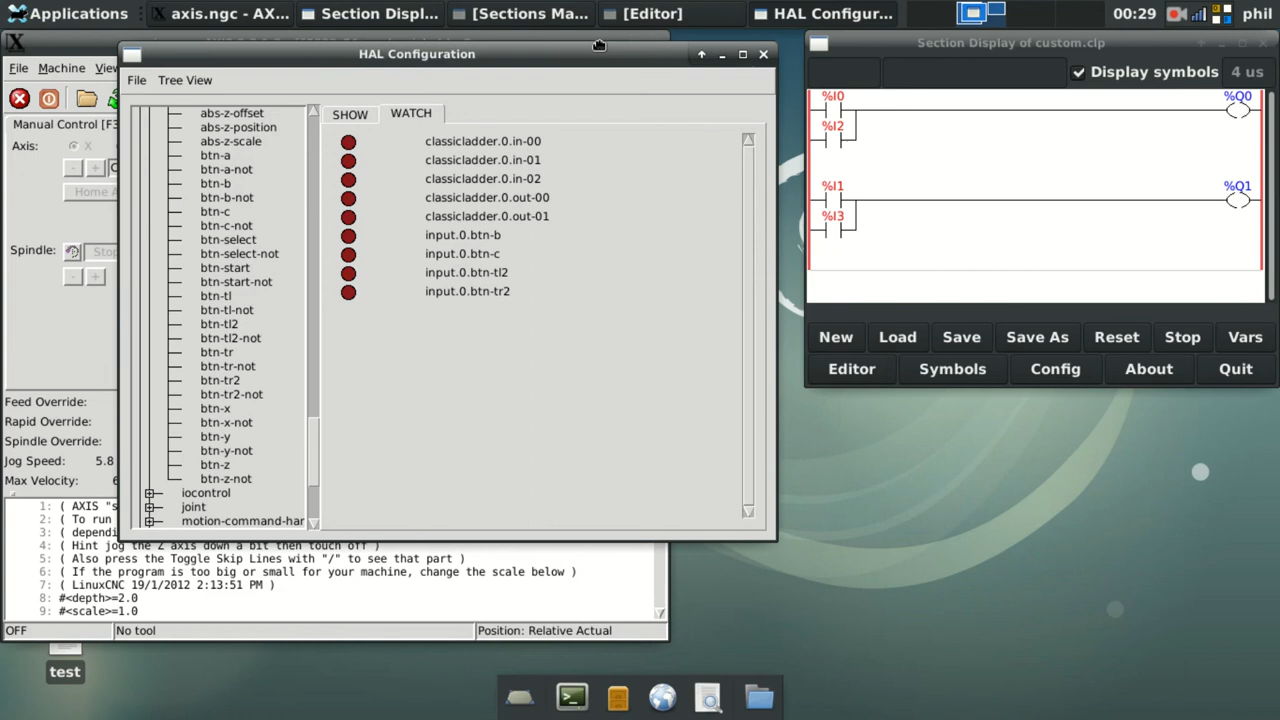 Applications
axis.ngc - AX...
Section Displ...
[Sections Ma...
[Editor]
HAL Configur...
00:29
phil
File Machine Vie
Manual Control [F3
Axis:
X
-
+
Home A
Spindle:
Stop
-
+
Feed Override:
Rapid Override:
Spindle Override:
Jog Speed: 5.8
Max Velocity: 6
1: ( AXIS "s
2: ( To run
3: ( dependi
4: ( Hint jog the Z axis down a bit then touch off )
5: ( Also press the Toggle Skip Lines with "/" to see that part )
6: ( If the program is too big or small for your machine, change the scale below )
7: ( LinuxCNC 19/1/2012 2:13:51 PM )
8: #<depth>=2.0
9: #<scale>=1.0
OFF
No tool
Position: Relative Actual
HAL Configuration
File Tree View
abs-z-offset
abs-z-position
abs-z-scale
btn-a
btn-a-not
btn-b
btn-b-not
btn-c
btn-c-not
btn-select
btn-select-not
btn-start
btn-start-not
btn-tl
btn-tl-not
btn-tl2
btn-tl2-not
btn-tr
btn-tr-not
btn-tr2
btn-tr2-not
btn-x
btn-x-not
btn-y
btn-y-not
btn-z
btn-z-not
iocontrol
joint
motion-command-har
SHOW
WATCH
classicladder.0.in-00
classicladder.0.in-01
classicladder.0.in-02
classicladder.0.out-00
classicladder.0.out-01
input.0.btn-b
input.0.btn-c
input.0.btn-tl2
input.0.btn-tr2
Section Display of custom.clp
Display symbols
4 us
%I0
%Q0
%I2
%I1
%Q1
%I3
New
Load
Save
Save As
Reset
Stop
Vars
Editor
Symbols
Config
About
Quit
test